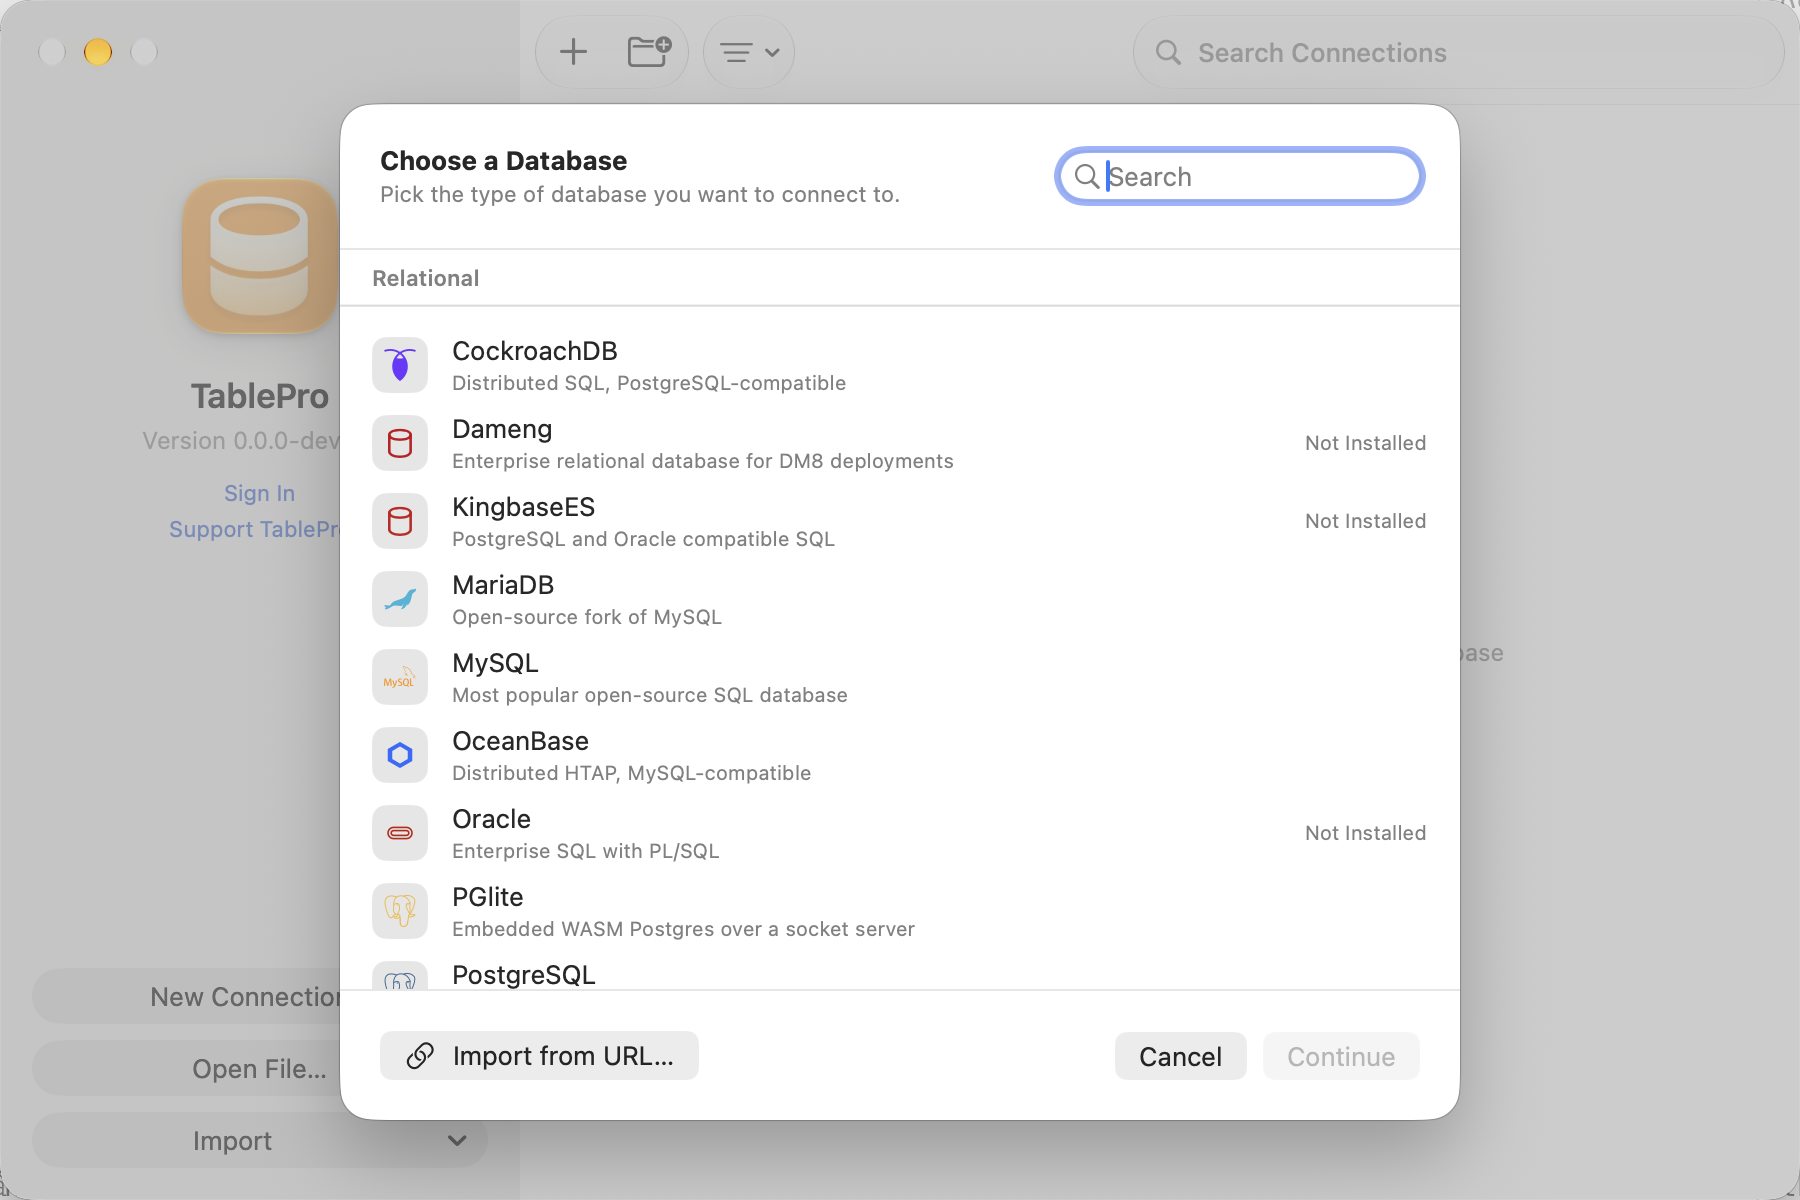 Search Connections
TablePro
Version 0.0.0-dev
Sign In
Support TablePr
New Connection
Open File...
Import
Choose a Database
Pick the type of database you want to connect to.
Search
Relational
CockroachDB
Distributed SQL, PostgreSQL-compatible
Dameng
Enterprise relational database for DM8 deployments
Not Installed
KingbaseES
PostgreSQL and Oracle compatible SQL
Not Installed
MariaDB
Open-source fork of MySQL
MySQL
MySQL
Most popular open-source SQL database
OceanBase
Distributed HTAP, MySQL-compatible
Oracle
Enterprise SQL with PL/SQL
Not Installed
PGlite
Embedded WASM Postgres over a socket server
PostgreSQL
Import from URL...
Cancel
Continue